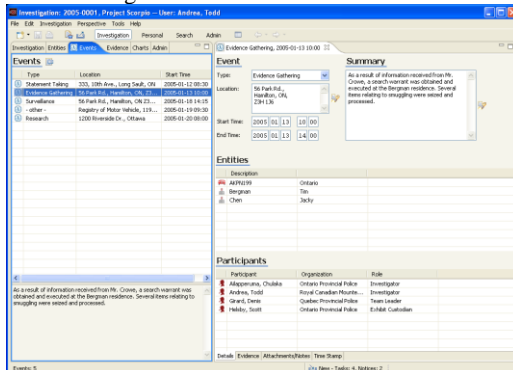 Investigation: 2005-0001, Project Scorpio -- User: Andrea, Todd
File Edit Investigation Perspective Tools Help
Investigation Personal Search Admin
Investigation Entities Events Evidence Charts Admin
Evidence Gathering, 2005-01-13 10:00
Events
Type Location Start Time
Statement Taking 333, 10th Ave., Long Sault, ON 2005-01-12 08:30
Evidence Gathering 56 Park Rd., Hamilton, ON, Z3... 2005-01-13 10:00
Surveillance 56 Park Rd., Hamilton, ON, Z3... 2005-01-18 14:15
- other - Registry of Motor Vehicle, 119... 2005-01-19 09:30
Research 1200 Riverside Dr., Ottawa 2005-01-20 08:00
As a result of information received from Mr. Crowe, a search warrant was
obtained and executed at the Bergman residence. Several items relating to
smuggling were seized and processed.
Event
Type: Evidence Gathering
Location: 56 Park Rd.,
Hamilton, ON,
Z3H 1J6
Start Time: 2005 01 13 10 00
End Time: 2005 01 13 14 00
Summary
As a result of information received from Mr.
Crowe, a search warrant was obtained and
executed at the Bergman residence. Several
items relating to smuggling were seized and
processed.
Entities
Description
AKPN199 Ontario
Bergman Tim
Chen Jacky
Participants
Participant Organization Role
Alapperuma, Chulaka Ontario Provincial Police Investigator
Andrea, Todd Royal Canadian Mounte... Investigator
Girard, Denis Quebec Provincial Police Team Leader
Helsby, Scott Ontario Provincial Police Exhibit Custodian
Details Evidence Attachments/Notes Time Stamp
Events: 5, New - Tasks: 4, Notices: 2